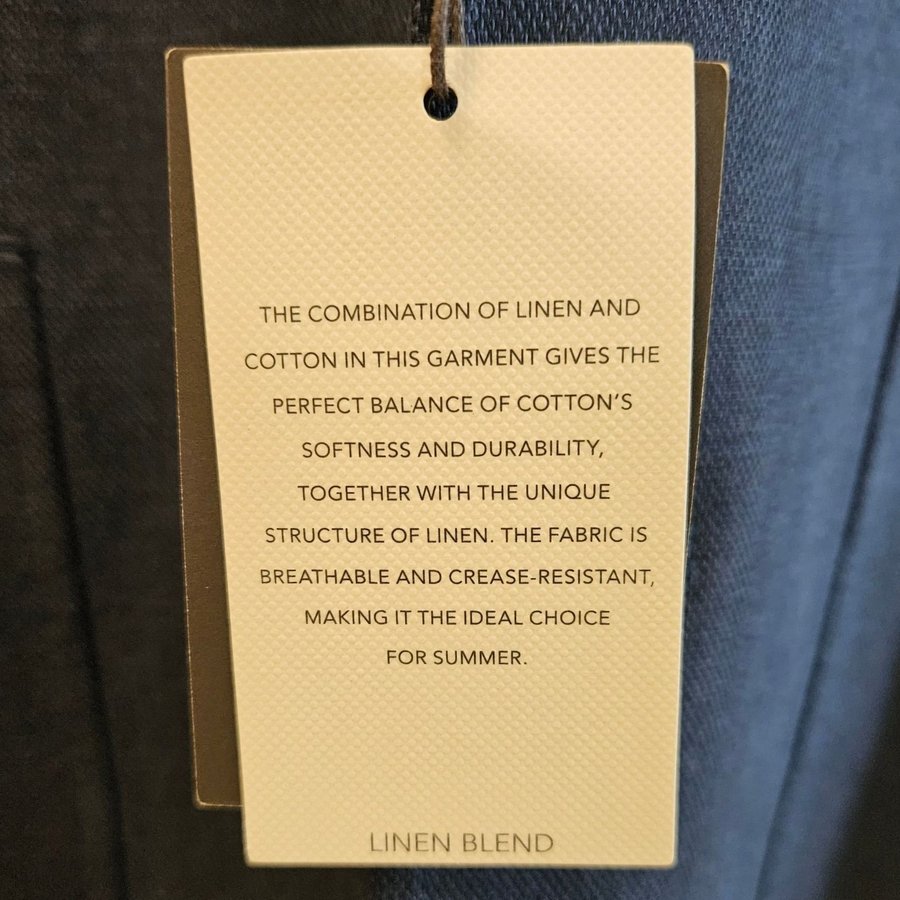 THE COMBINATION OF LINEN AND
COTTON IN THIS GARMENT GIVES THE
PERFECT BALANCE OF COTTON'S
SOFTNESS AND DURABILITY,
TOGETHER WITH THE UNIQUE
STRUCTURE OF LINEN. THE FABRIC IS
BREATHABLE AND CREASE-RESISTANT,
MAKING IT THE IDEAL CHOICE
FOR SUMMER.
LINEN BLEND